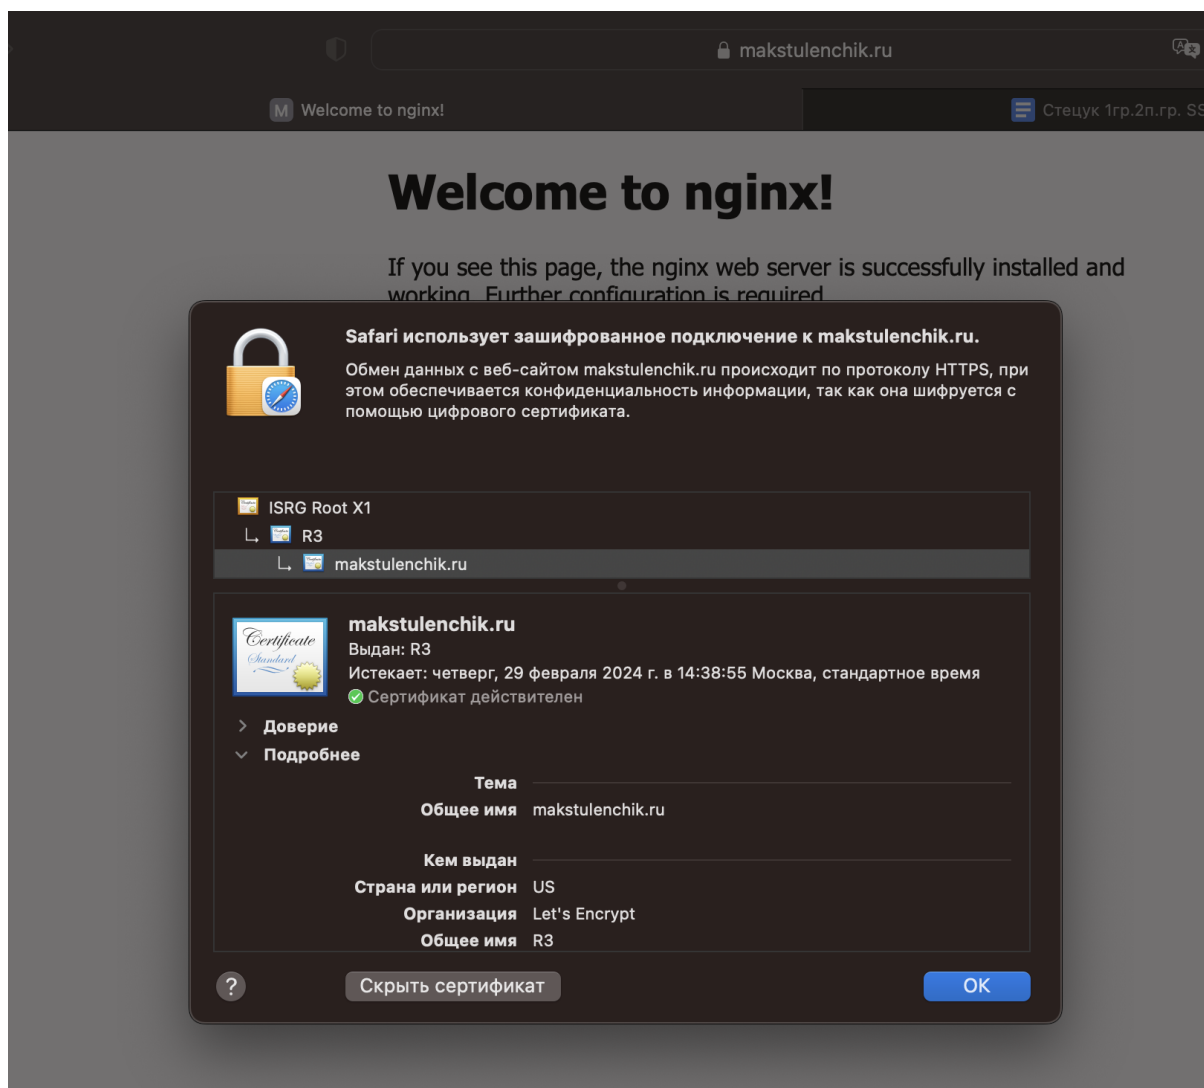 makstulenchik.ru
M Welcome to nginx!
Стецук 1гр.2п.гр. SS
Welcome to nginx!
If you see this page, the nginx web server is successfully installed and
working. Further configuration is required.
Safari использует зашифрованное подключение к makstulenchik.ru.
Обмен данных с веб-сайтом makstulenchik.ru происходит по протоколу HTTPS, при
этом обеспечивается конфиденциальность информации, так как она шифруется с
помощью цифрового сертификата.
ISRG Root X1
R3
makstulenchik.ru
Certificate
Standard
makstulenchik.ru
Выдан: R3
Истекает: четверг, 29 февраля 2024 г. в 14:38:55 Москва, стандартное время
Сертификат действителен
Доверие
Подробнее
Тема
Общее имя makstulenchik.ru
Кем выдан
Страна или регион US
Организация Let's Encrypt
Общее имя R3
? Скрыть сертификат OK